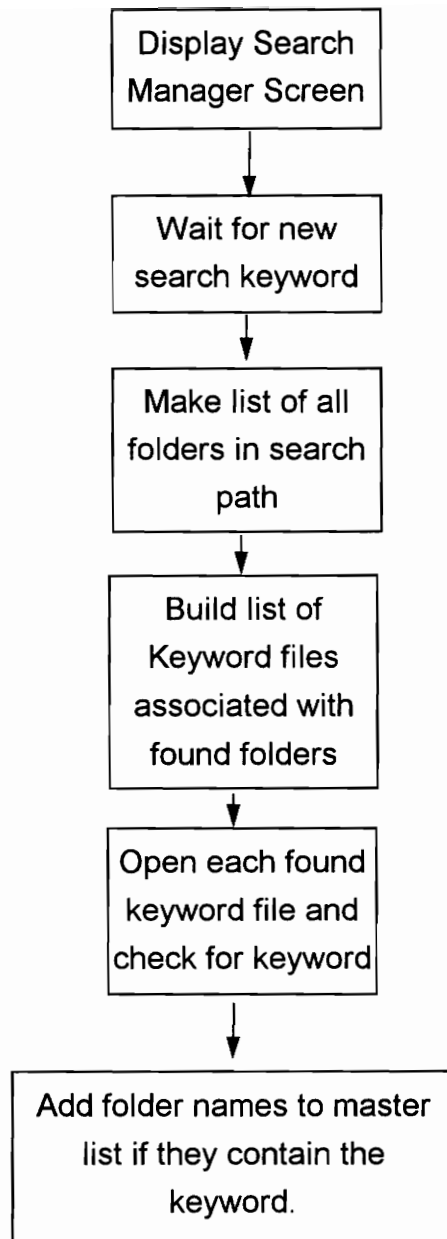 Display Search
Manager Screen
Wait for new
search keyword
Make list of all
folders in search
path
Build list of
Keyword files
associated with
found folders
Open each found
keyword file and
check for keyword
Add folder names to master
list if they contain the
keyword.